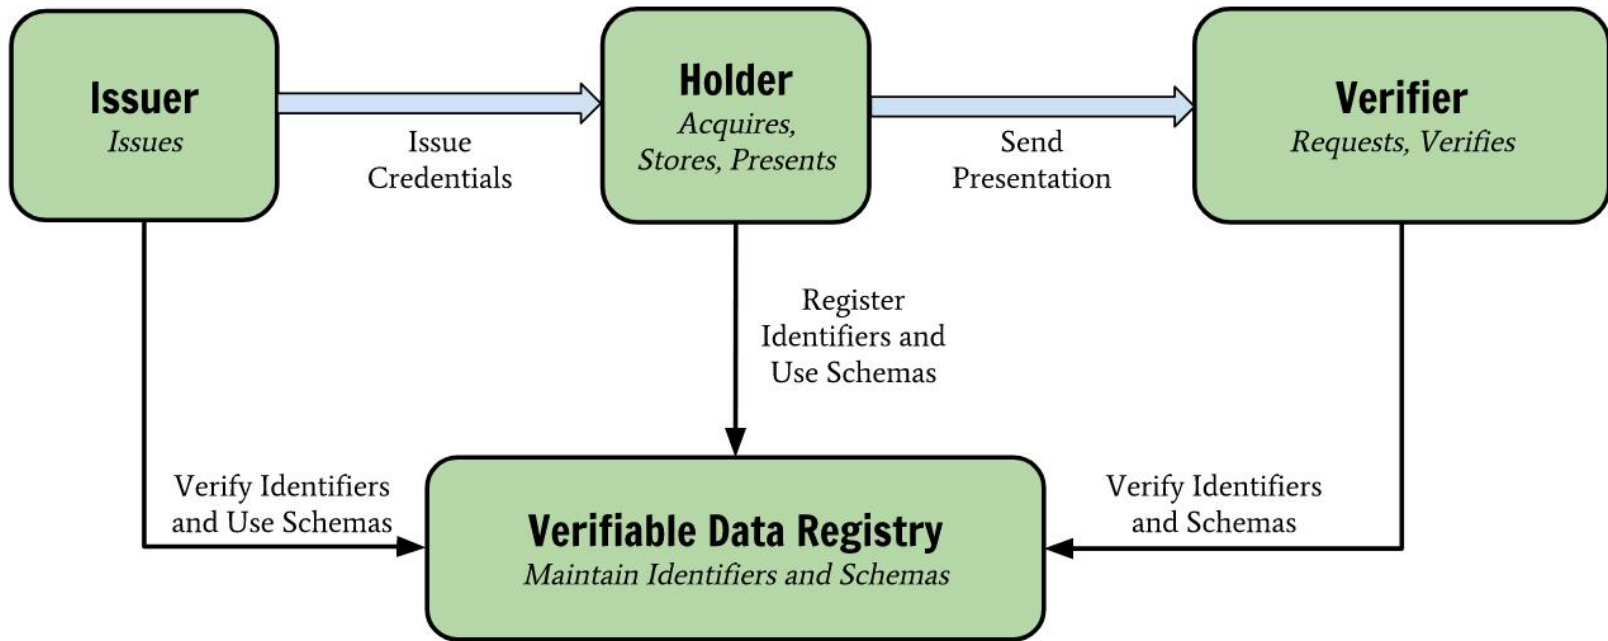 Issuer
Issues
Issue
Credentials
Holder
Acquires,
Stores, Presents
Send
Presentation
Verifier
Requests, Verifies
Register
Identifiers and
Use Schemas
Verify Identifiers
and Use Schemas
Verifiable Data Registry
Maintain Identifiers and Schemas
Verify Identifiers
and Schemas